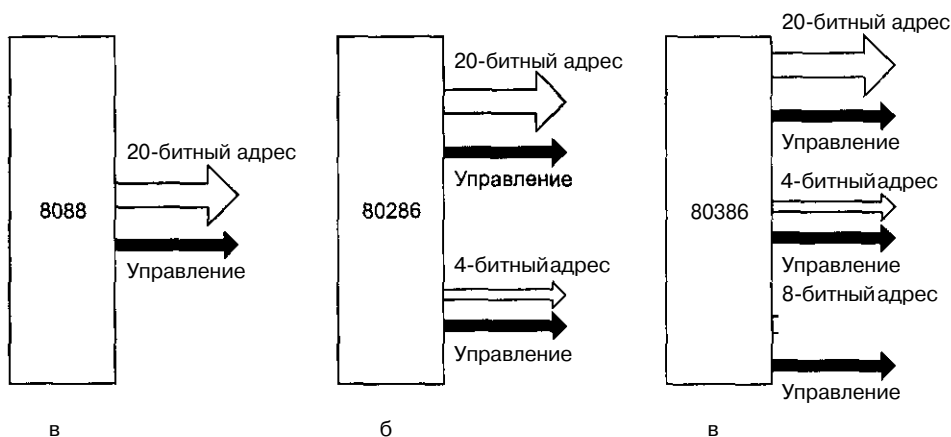 8088
20-битный адрес
Управление
в
80286
20-битный адрес
Управление
4-битныйадрес
Управление
б
80386
20-битный адрес
Управление
4-битныйадрес
Управление
8-битныйадрес
Управление
в